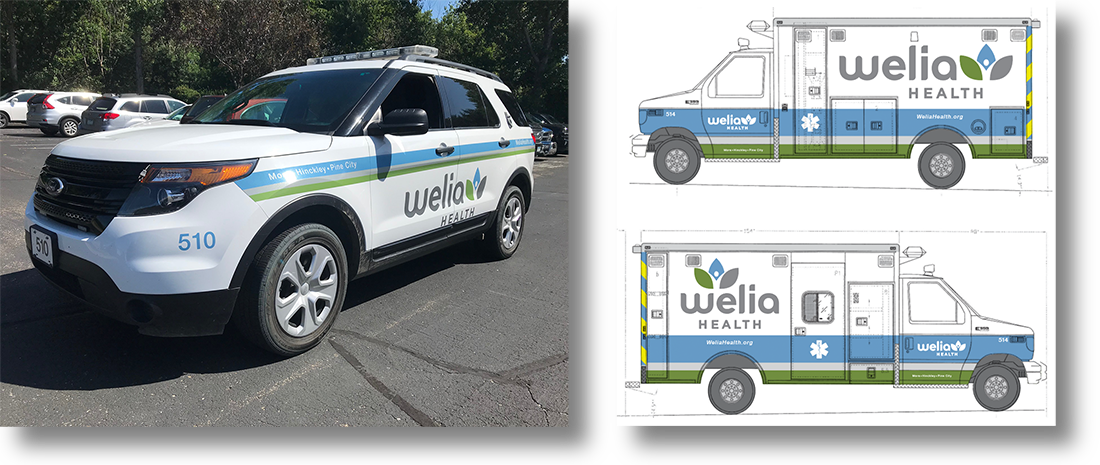 Mora • Hinckley • Pine City
welia
HEALTH
510
510
welia
HEALTH
514
welia
HEALTH
WeliaHealth.org
Mora • Hinckley • Pine City
welia
HEALTH
WeliaHealth.org
welia
HEALTH
514
Mora • Hinckley • Pine City